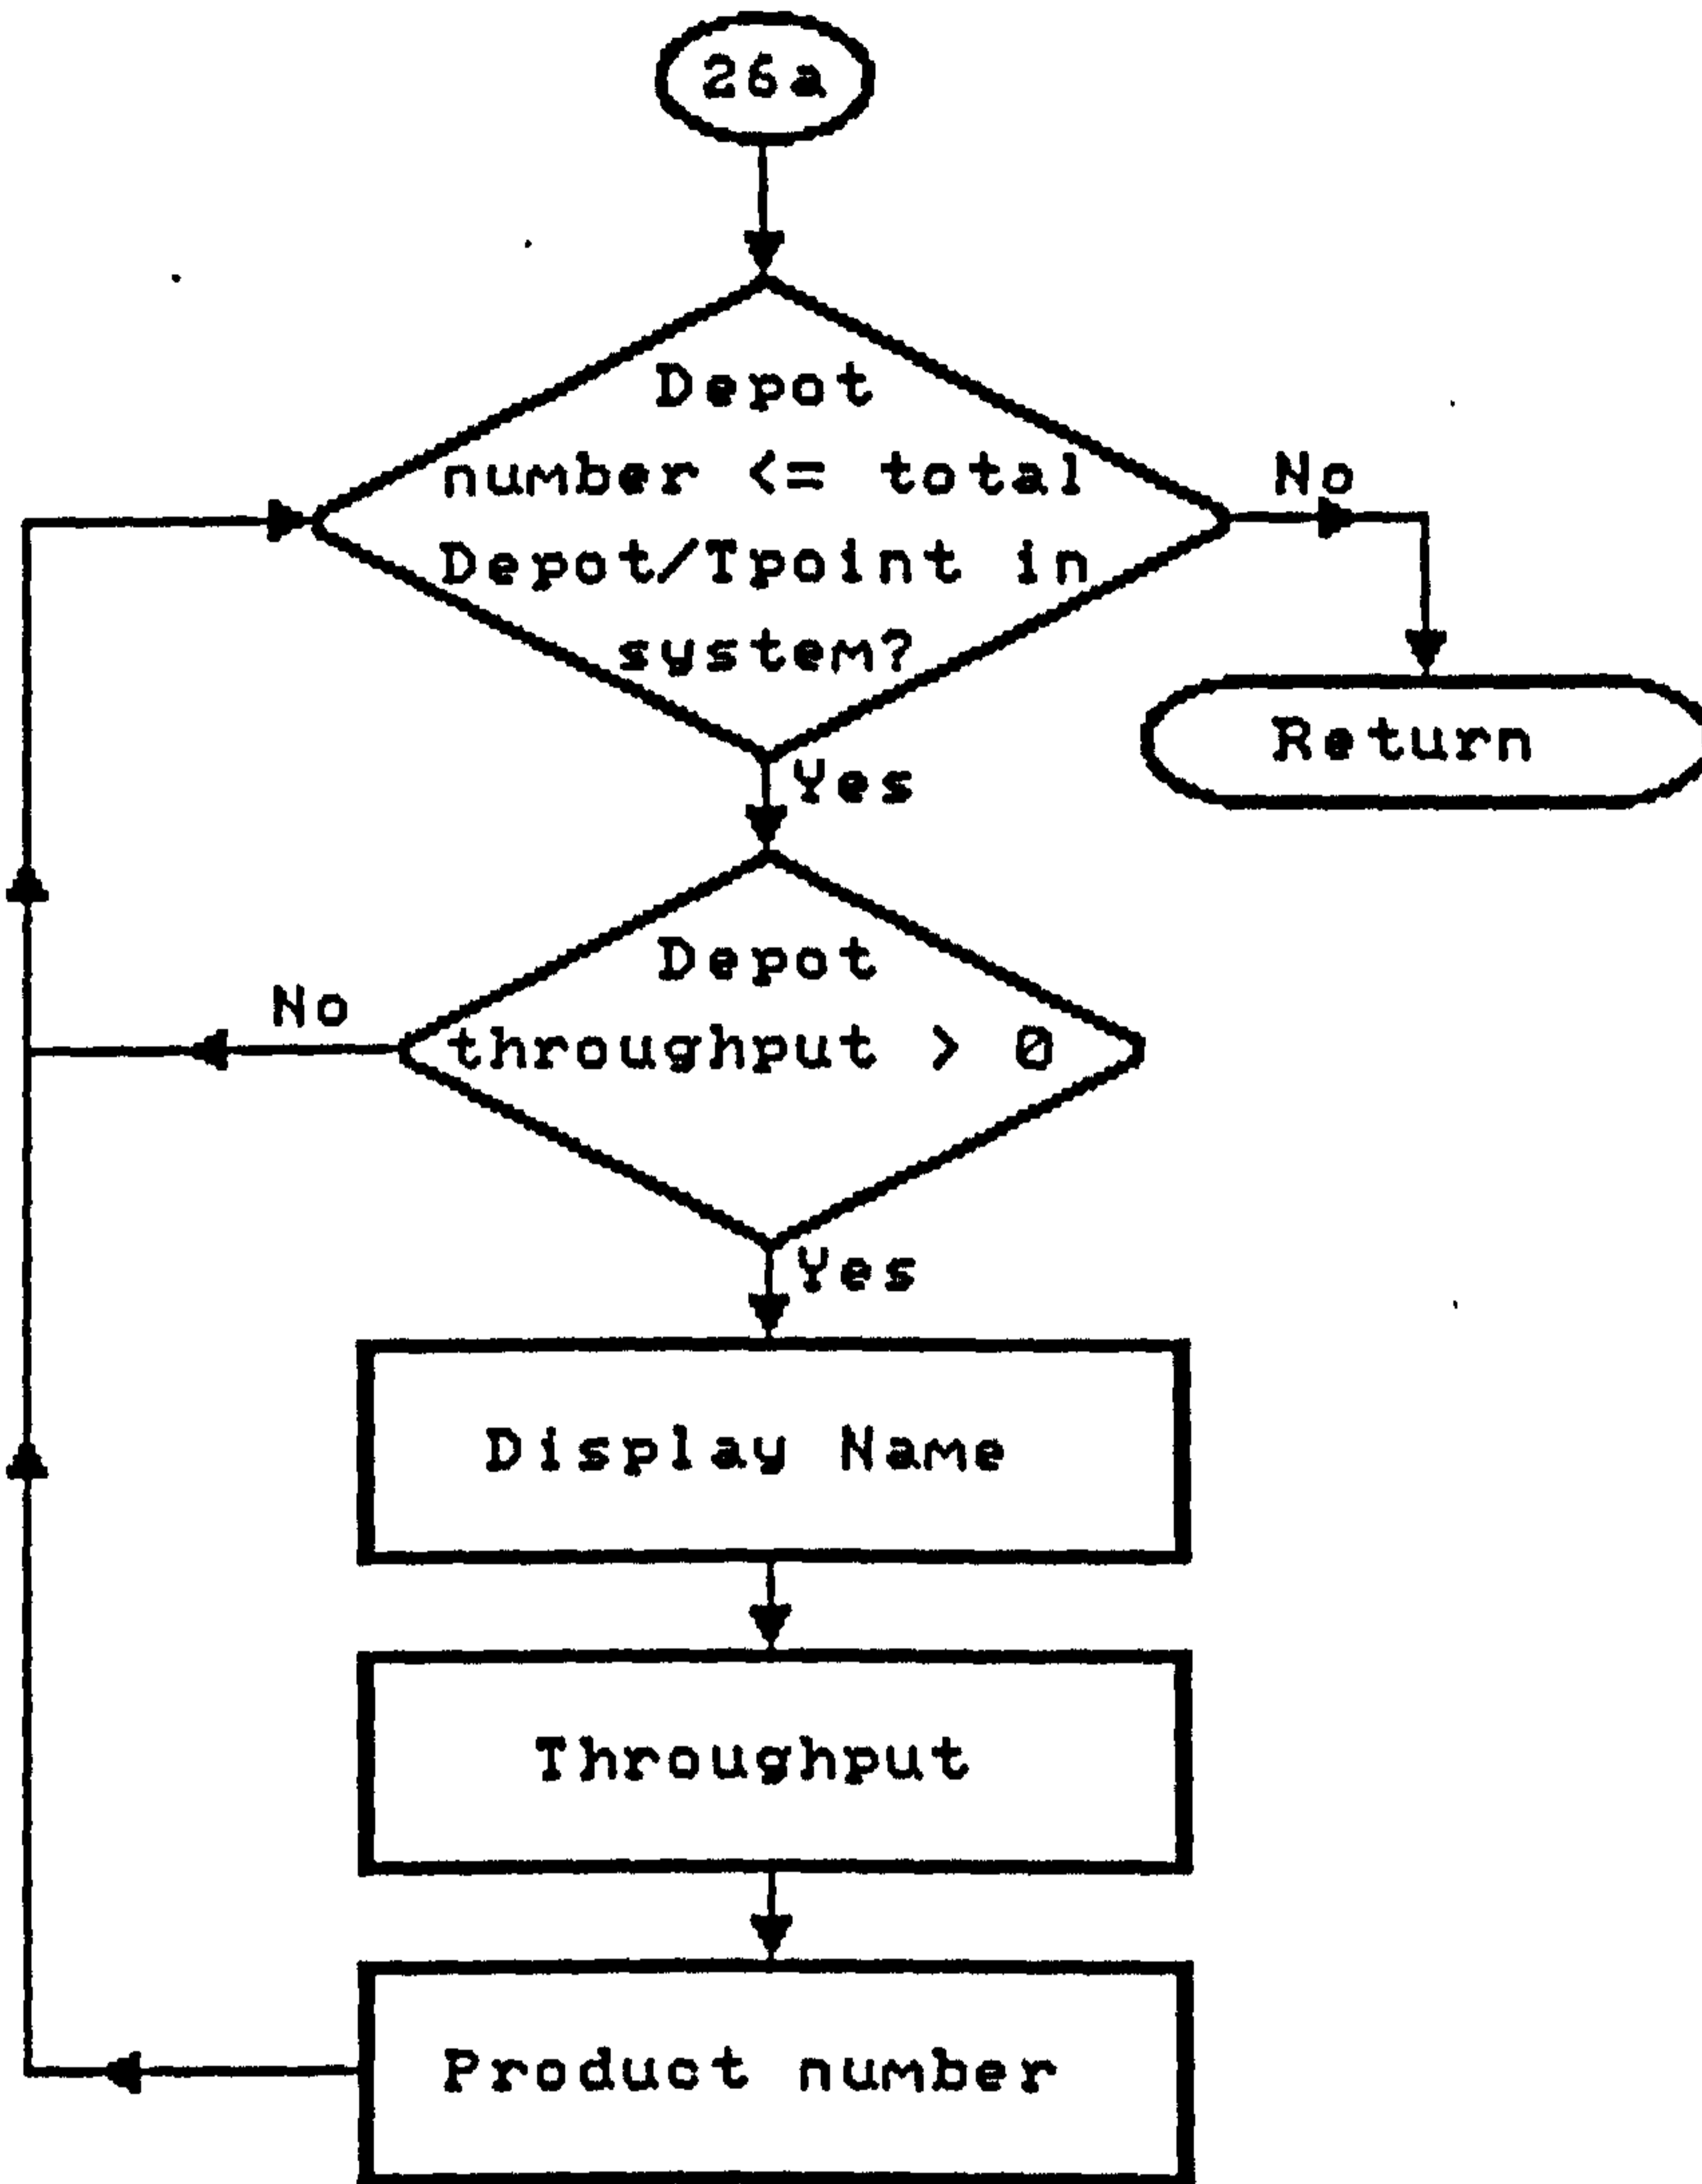 26a
Depot
number <= total
Depot/Tpoint in
system?
No
Return
Yes
Depot
throughput > 0
No
Yes
Display Name
Throughput
Product number